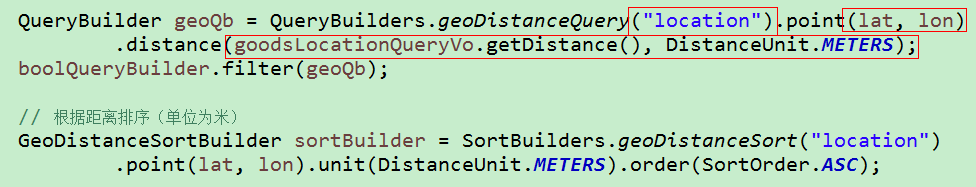 QueryBuilder geoQb = QueryBuilders.geoDistanceQuery("location").point(lat, lon)
.distance(goodsLocationQueryVo.getDistance(), DistanceUnit.METERS);
boolQueryBuilder.filter(geoQb);
// 根据距离排序（单位为米）
GeoDistanceSortBuilder sortBuilder = SortBuilders.geoDistanceSort("location")
.point(lat, lon).unit(DistanceUnit.METERS).order(SortOrder.ASC);